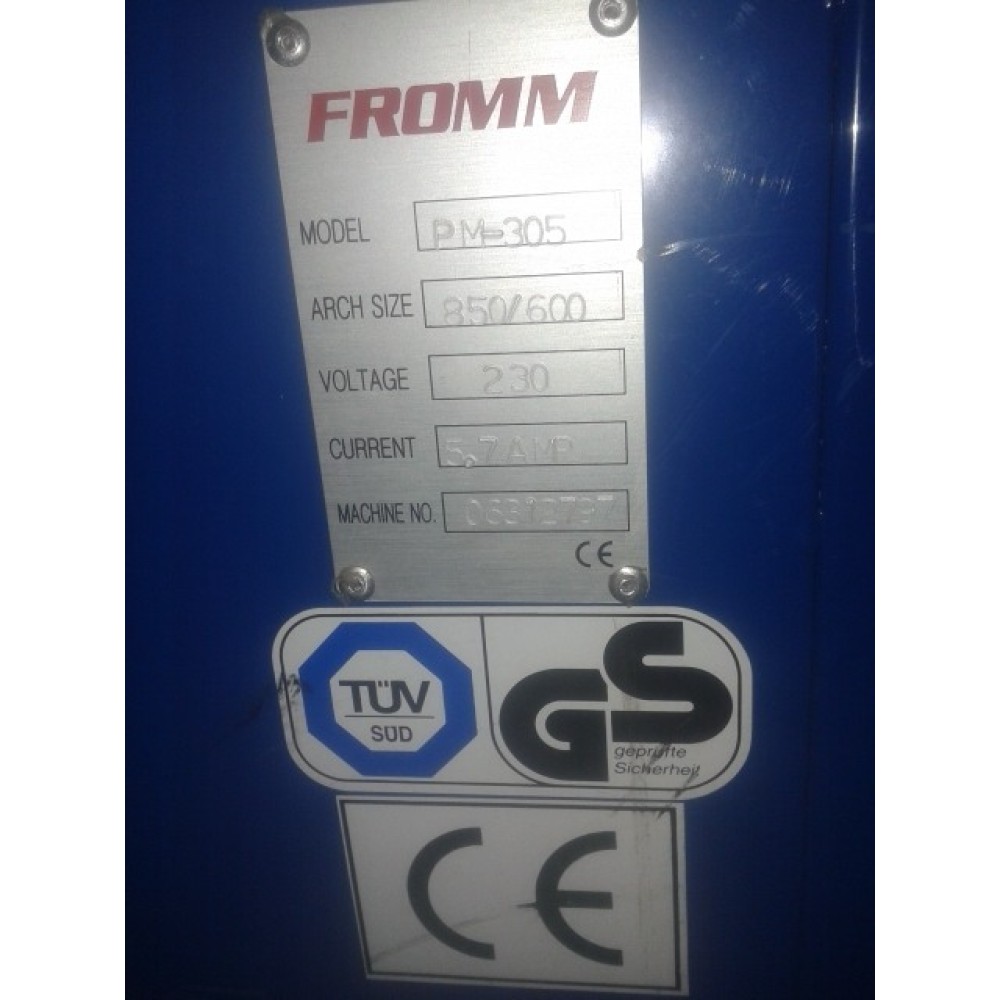 FROMM
MODEL PM-305
ARCH SIZE 850/600
VOLTAGE 230
CURRENT 5.7 AMP
MACHINE NO.
CE
TÜV
SÜD
GS
geprüfte
Sicherheit
CE